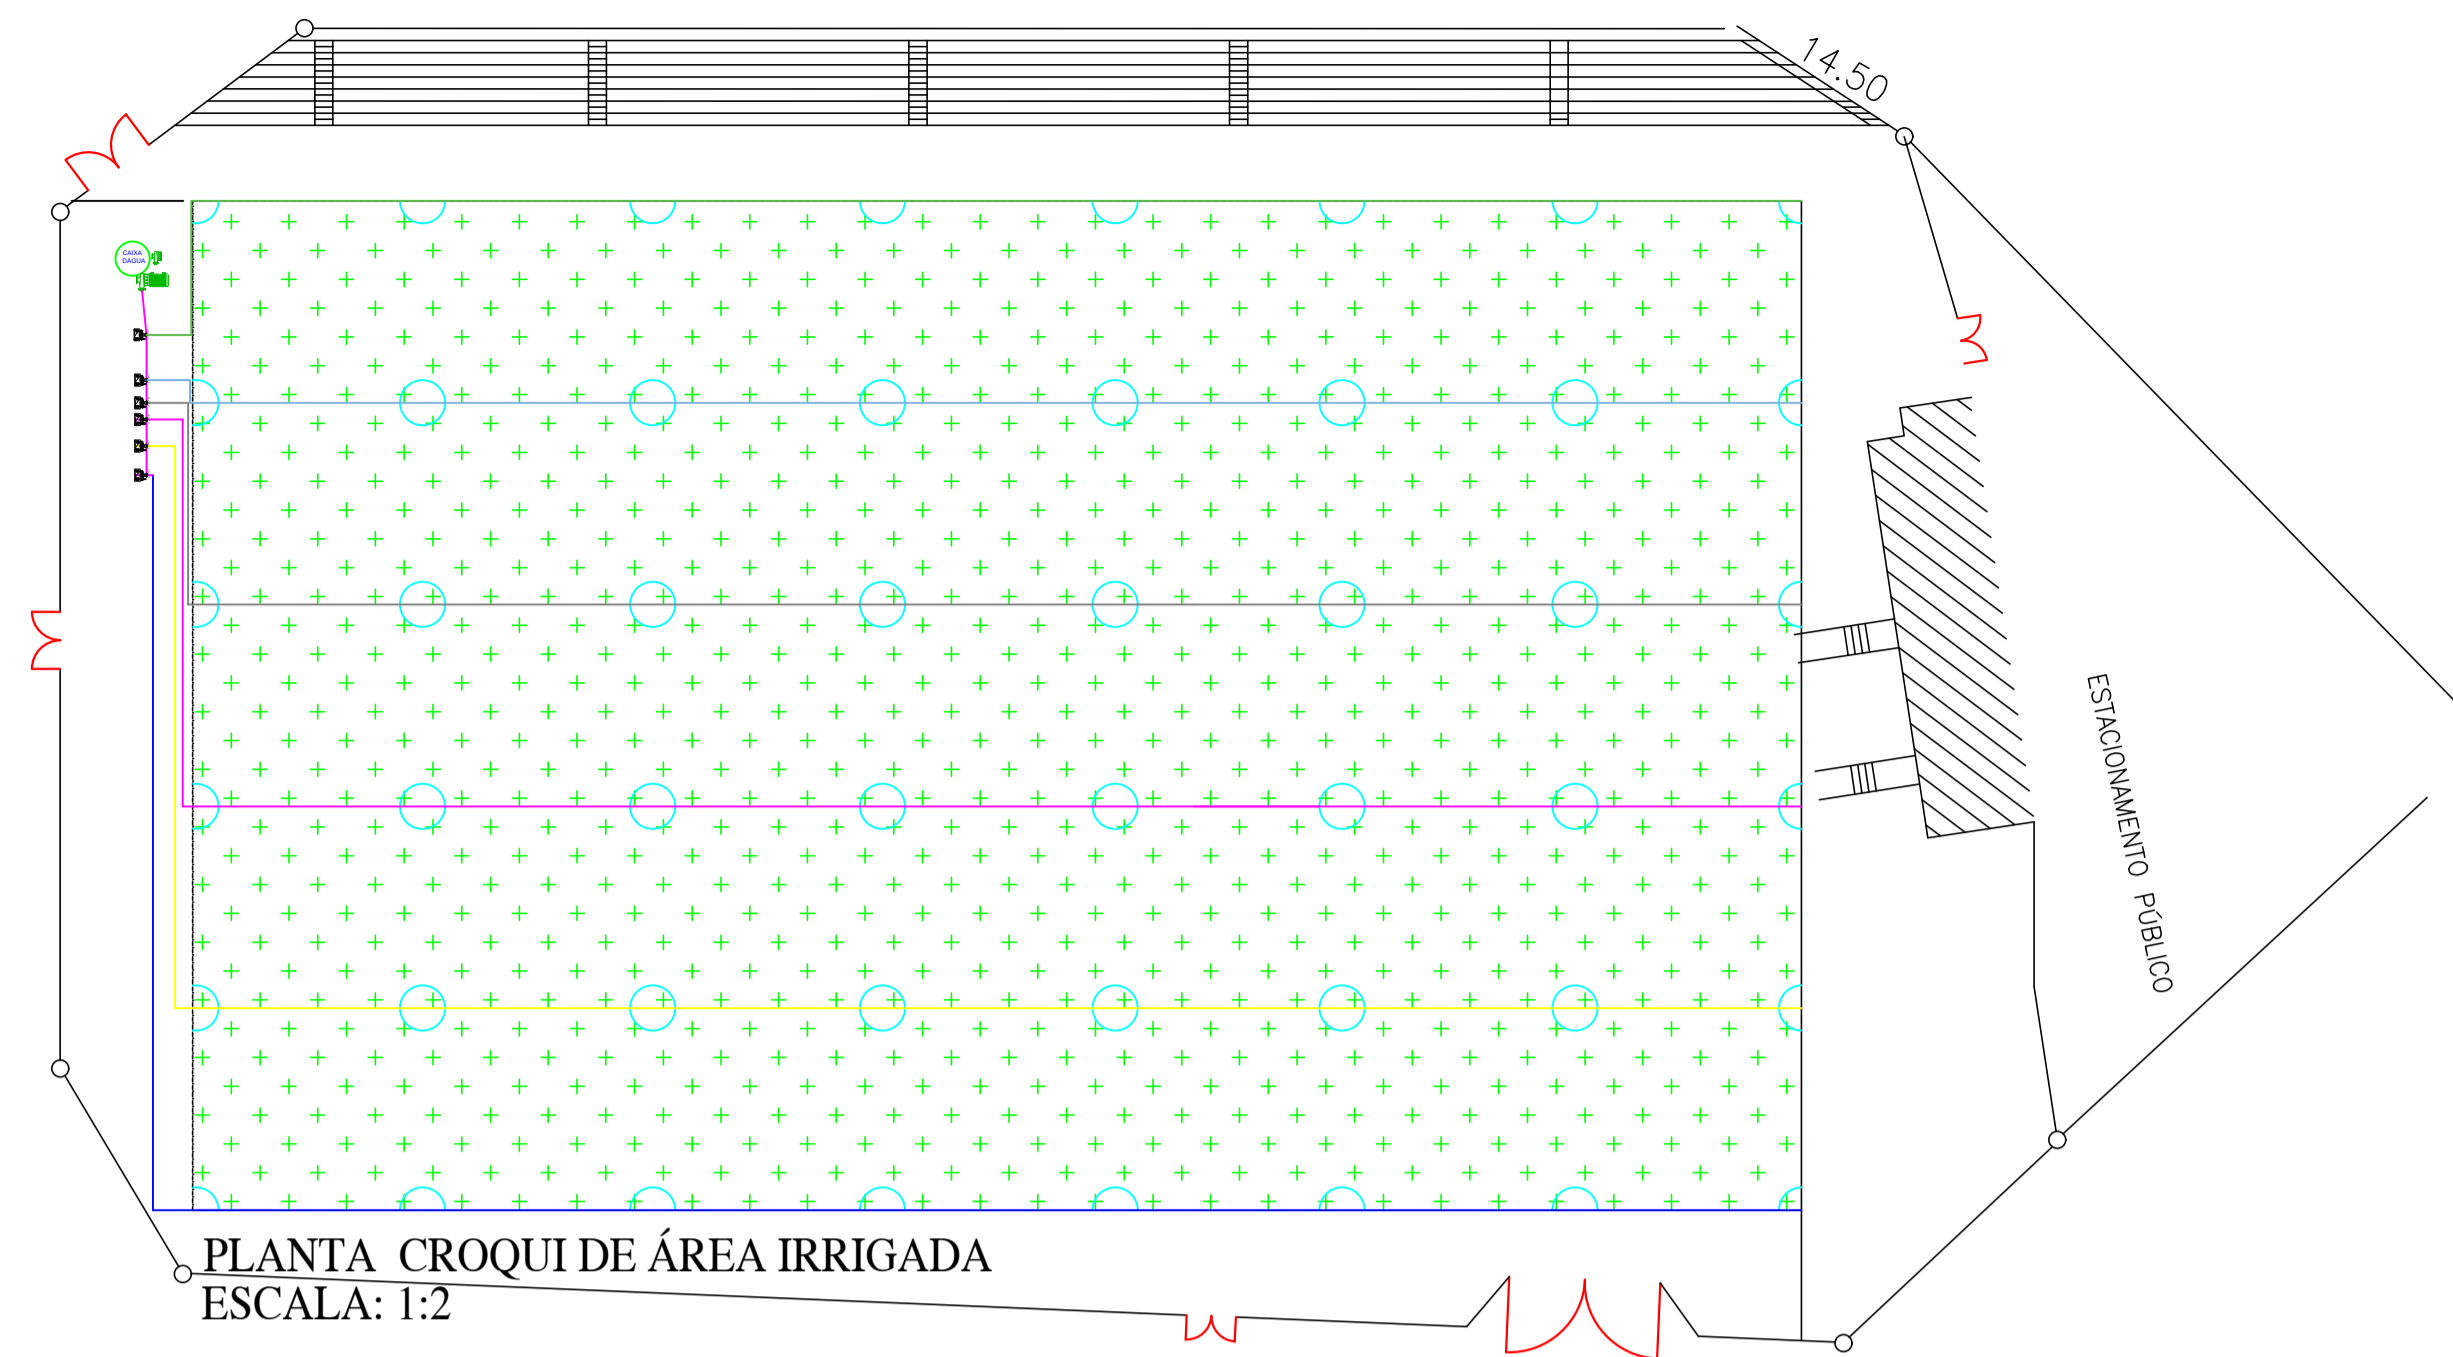 14.50
CAIXA
DAGUA
ESTACIONAMENTO PÚBLICO
PLANTA CROQUI DE ÁREA IRRIGADA
ESCALA: 1:2